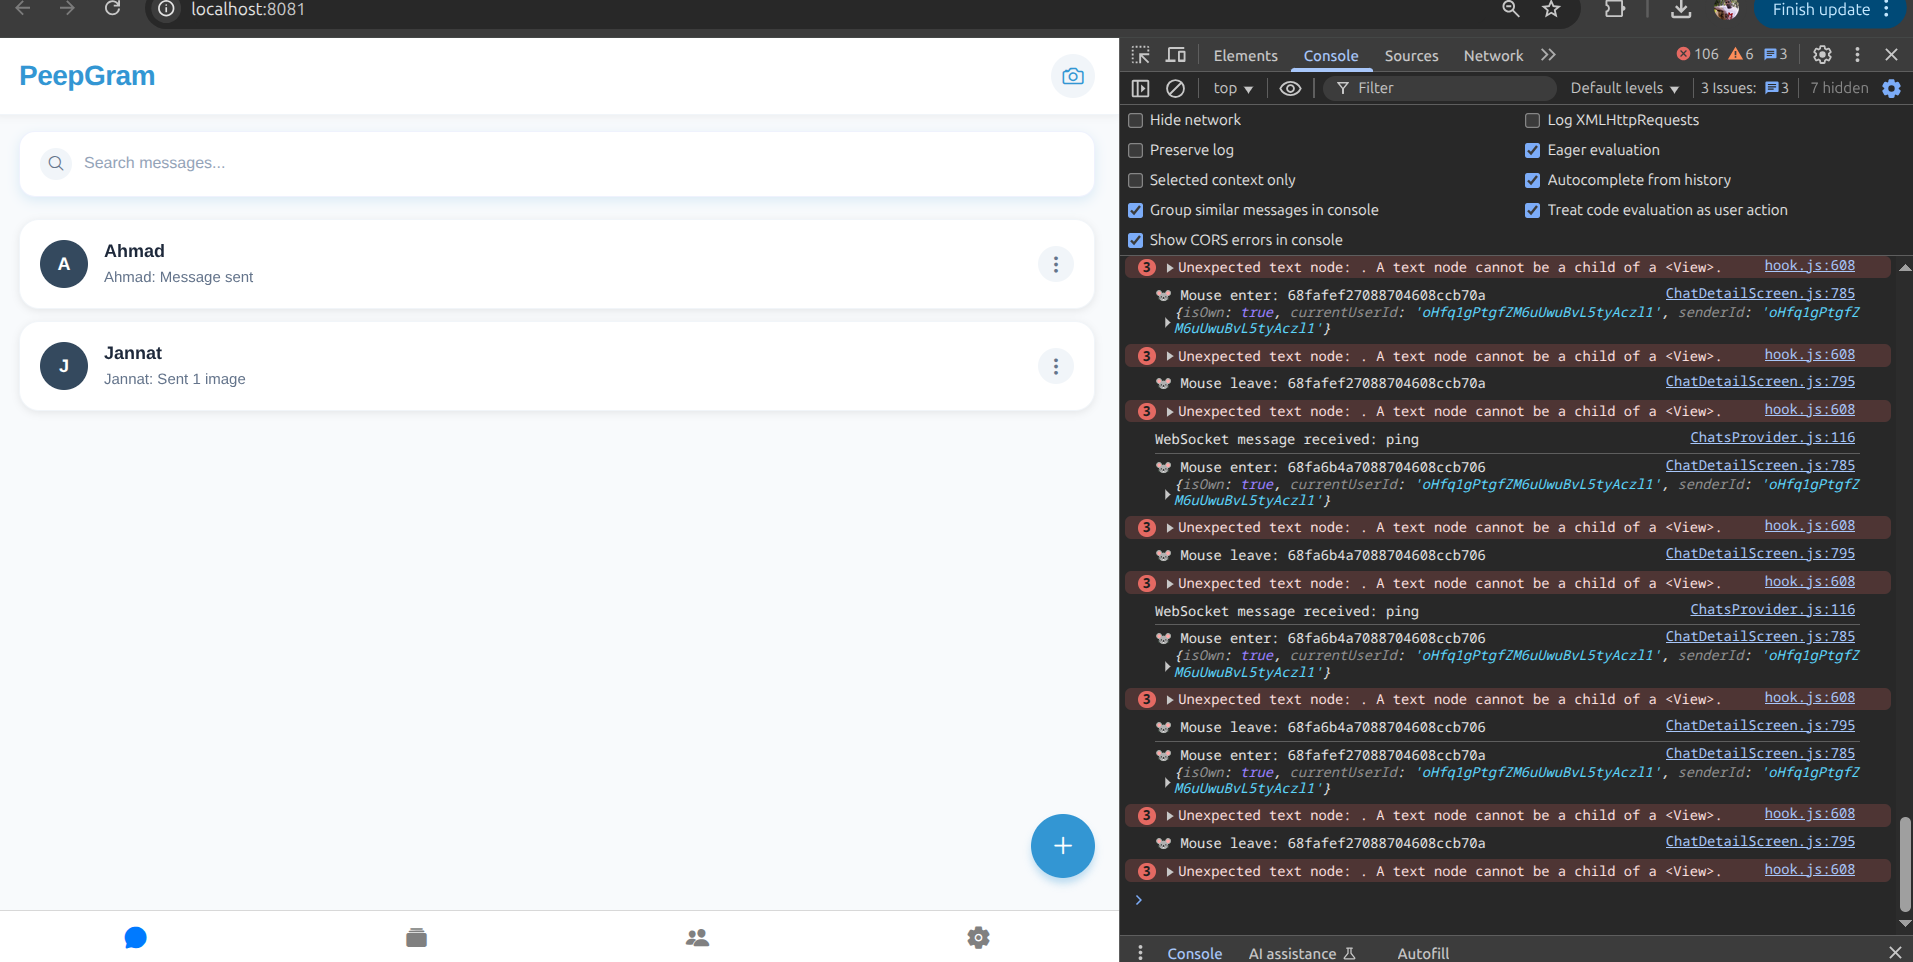 localhost:8081
Finish update
PeepGram
Search messages...
A
Ahmad
Ahmad: Message sent
J
Jannat
Jannat: Sent 1 image
Elements Console Sources Network 106 6 3
top Filter Default levels 3 Issues: 3 7 hidden
Hide network Log XMLHttpRequests
Preserve log Eager evaluation
Selected context only Autocomplete from history
Group similar messages in console Treat code evaluation as user action
Show CORS errors in console
3 Unexpected text node: . A text node cannot be a child of a <View>. hook.js:608
Mouse enter: 68fafef27088704608ccb70a ChatDetailScreen.js:785
{isOwn: true, currentUserId: 'oHfq1gPtgfZM6uUwuBvL5tyAczl1', senderId: 'oHfq1gPtgfZ
M6uUwuBvL5tyAczl1'}
3 Unexpected text node: . A text node cannot be a child of a <View>. hook.js:608
Mouse leave: 68fafef27088704608ccb70a ChatDetailScreen.js:795
3 Unexpected text node: . A text node cannot be a child of a <View>. hook.js:608
WebSocket message received: ping ChatsProvider.js:116
Mouse enter: 68fa6b4a7088704608ccb706 ChatDetailScreen.js:785
{isOwn: true, currentUserId: 'oHfq1gPtgfZM6uUwuBvL5tyAczl1', senderId: 'oHfq1gPtgfZ
M6uUwuBvL5tyAczl1'}
3 Unexpected text node: . A text node cannot be a child of a <View>. hook.js:608
Mouse leave: 68fa6b4a7088704608ccb706 ChatDetailScreen.js:795
3 Unexpected text node: . A text node cannot be a child of a <View>. hook.js:608
WebSocket message received: ping ChatsProvider.js:116
Mouse enter: 68fa6b4a7088704608ccb706 ChatDetailScreen.js:785
{isOwn: true, currentUserId: 'oHfq1gPtgfZM6uUwuBvL5tyAczl1', senderId: 'oHfq1gPtgfZ
M6uUwuBvL5tyAczl1'}
3 Unexpected text node: . A text node cannot be a child of a <View>. hook.js:608
Mouse leave: 68fa6b4a7088704608ccb706 ChatDetailScreen.js:795
Mouse enter: 68fafef27088704608ccb70a ChatDetailScreen.js:785
{isOwn: true, currentUserId: 'oHfq1gPtgfZM6uUwuBvL5tyAczl1', senderId: 'oHfq1gPtgfZ
M6uUwuBvL5tyAczl1'}
3 Unexpected text node: . A text node cannot be a child of a <View>. hook.js:608
Mouse leave: 68fafef27088704608ccb70a ChatDetailScreen.js:795
3 Unexpected text node: . A text node cannot be a child of a <View>. hook.js:608
Console AI assistance Autofill